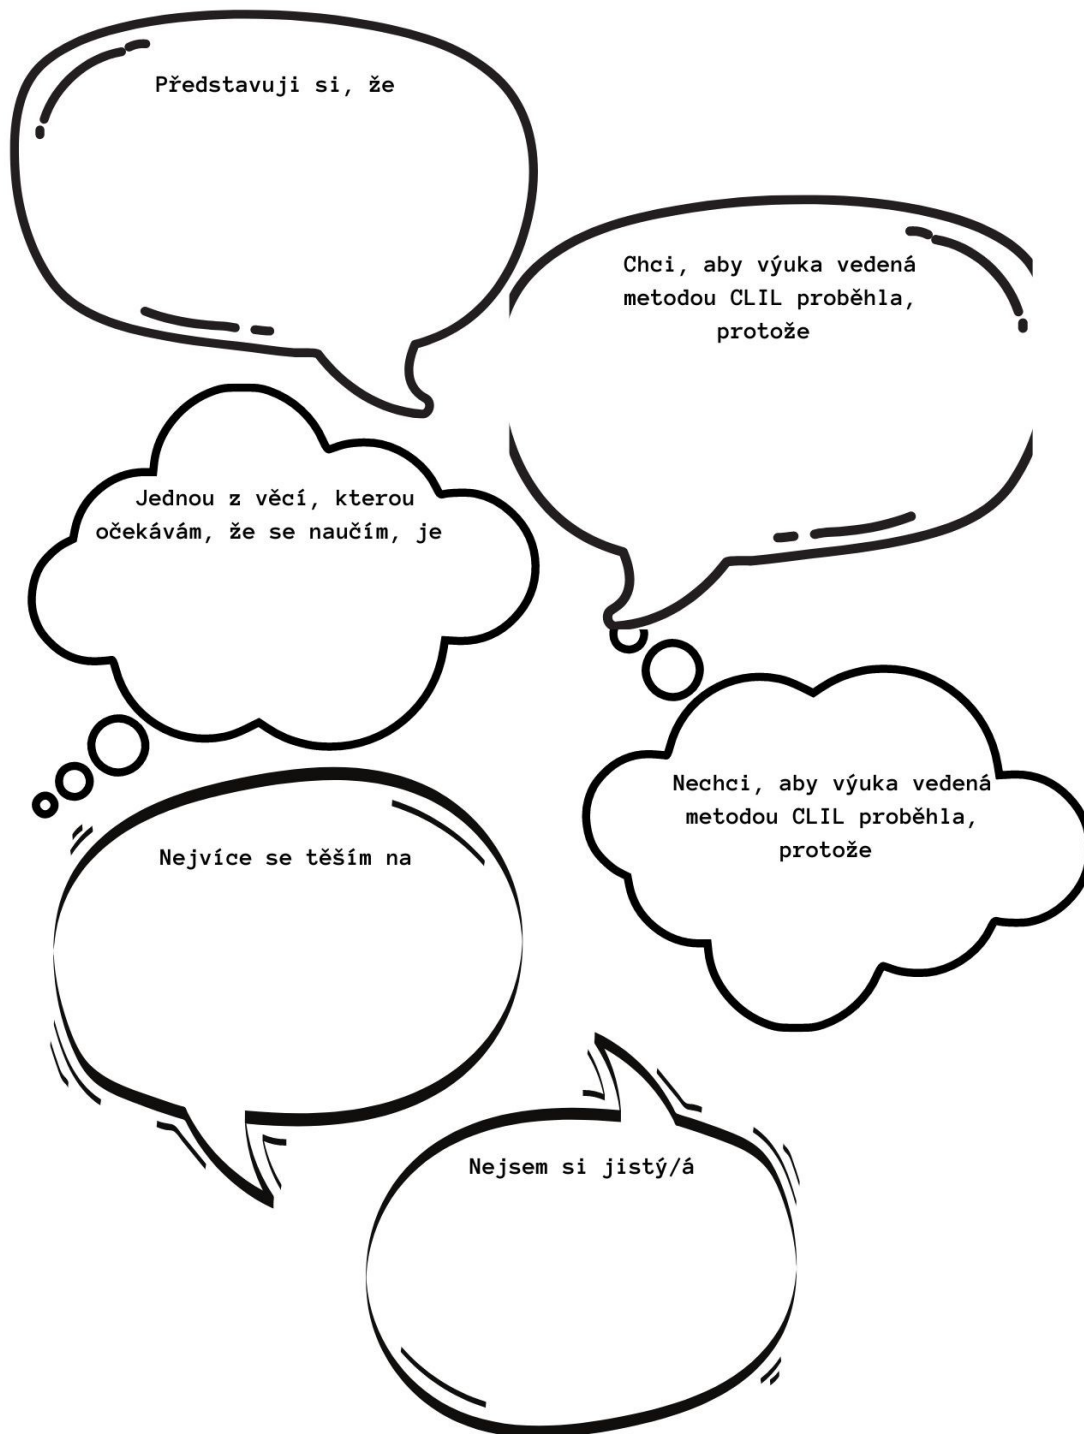 Představuji si, že
Chci, aby výuka vedená
metodou CLIL proběhla,
protože
Jednou z věcí, kterou
očekávám, že se naučím, je
Nechci, aby výuka vedená
metodou CLIL proběhla,
protože
Nejvíce se těším na
Nejsem si jistý/á